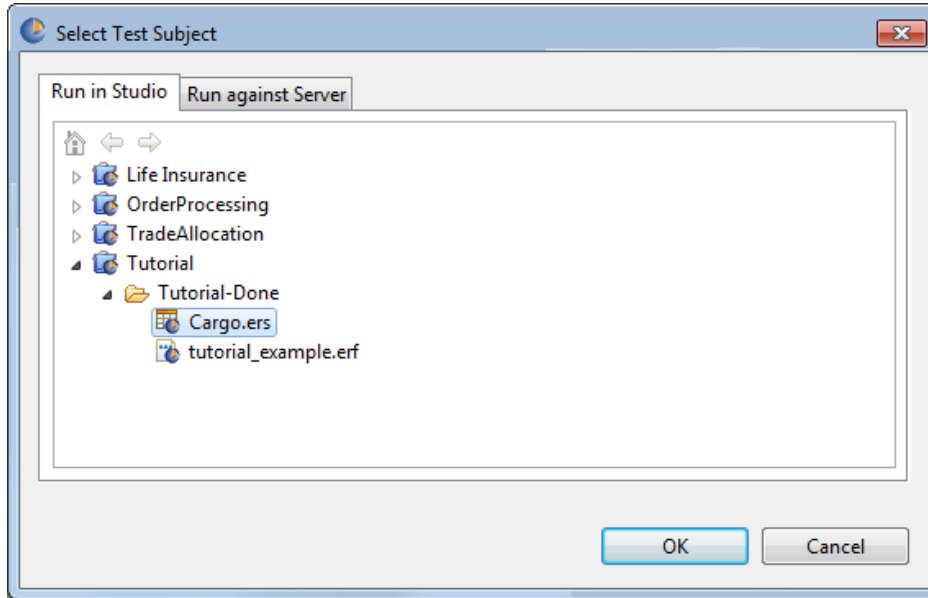 Select Test Subject
Run in Studio Run against Server
Life Insurance
OrderProcessing
TradeAllocation
Tutorial
Tutorial-Done
Cargo.ers
tutorial_example.erf
OK Cancel